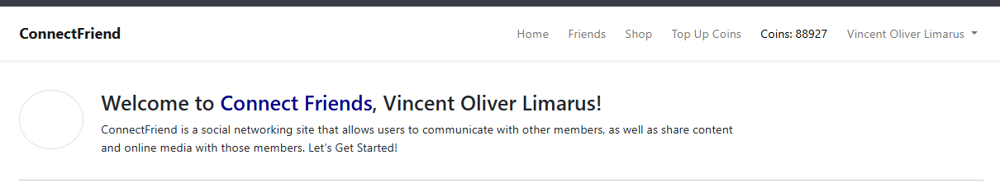 ConnectFriend Home Friends Shop Top Up Coins Coins: 88927 Vincent Oliver Limarus
Welcome to Connect Friends, Vincent Oliver Limarus!
ConnectFriend is a social networking site that allows users to communicate with other members, as well as share content
and online media with those members. Let's Get Started!